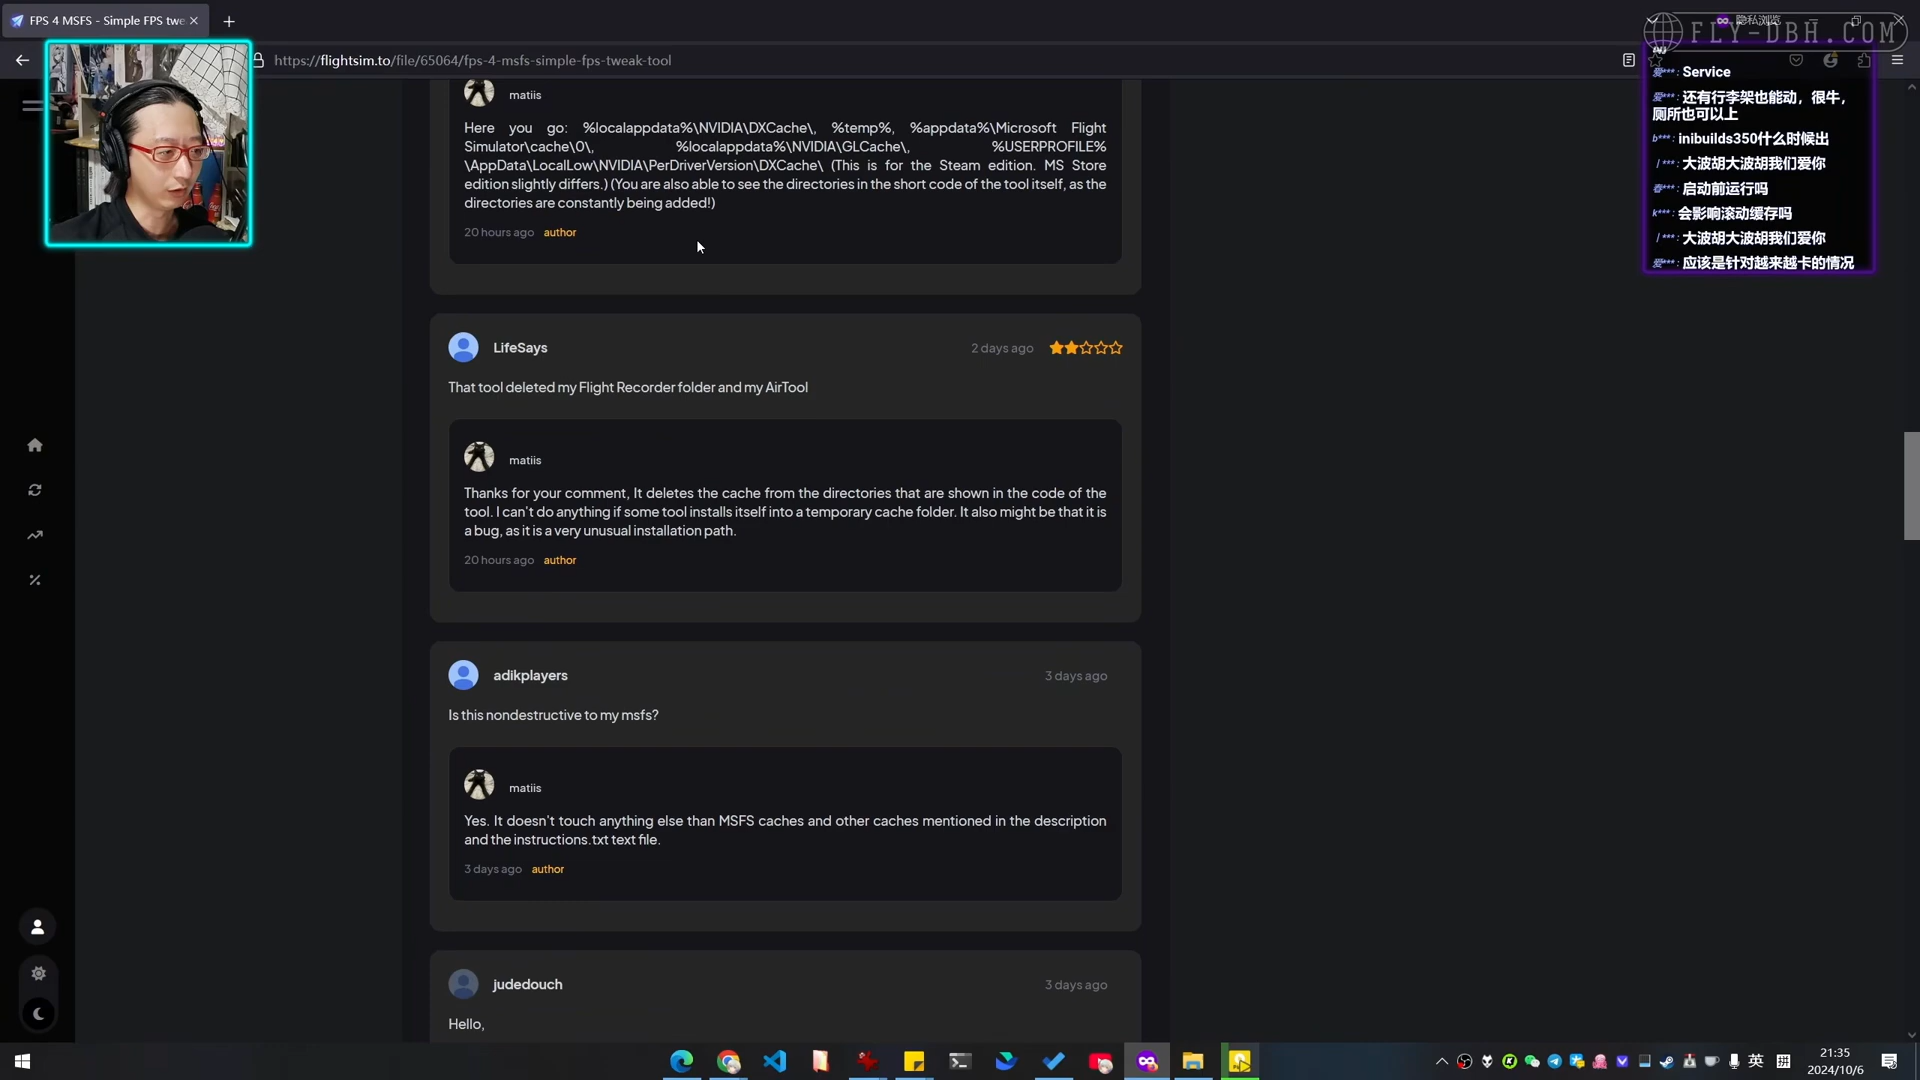 FPS 4 MSFS - Simple FPS twe
隐私浏览
FLY-DBH.COM
https://flightsim.to/file/65064/fps-4-msfs-simple-fps-tweak-tool
matiis
Here you go: %localappdata%\NVIDIA\DXCache\, %temp%, %appdata%\Microsoft Flight
Simulator\cache\0\, %localappdata%\NVIDIA\GLCache\, %USERPROFILE%
\AppData\LocalLow\NVIDIA\PerDriverVersion\DXCache\ (This is for the Steam edition. MS Store
edition slightly differs.) (You are also able to see the directories in the short code of the tool itself, as the
directories are constantly being added!)
20 hours ago author
LifeSays
2 days ago
That tool deleted my Flight Recorder folder and my AirTool
matiis
Thanks for your comment, It deletes the cache from the directories that are shown in the code of the
tool. I can't do anything if some tool installs itself into a temporary cache folder. It also might be that it is
a bug, as it is a very unusual installation path.
20 hours ago author
adikplayers
3 days ago
Is this nondestructive to my msfs?
matiis
Yes. It doesn't touch anything else than MSFS caches and other caches mentioned in the description
and the instructions.txt text file.
3 days ago author
judedouch
3 days ago
Hello,
爱***: Service
爱***: 还有行李架也能动，很牛，
厕所也可以上
b***: inibuilds350什么时候出
l***: 大波胡大波胡我们爱你
春***: 启动前运行吗
k***: 会影响滚动缓存吗
l***: 大波胡大波胡我们爱你
爱***: 应该是针对越来越卡的情况
英
拼
21:35
2024/10/6